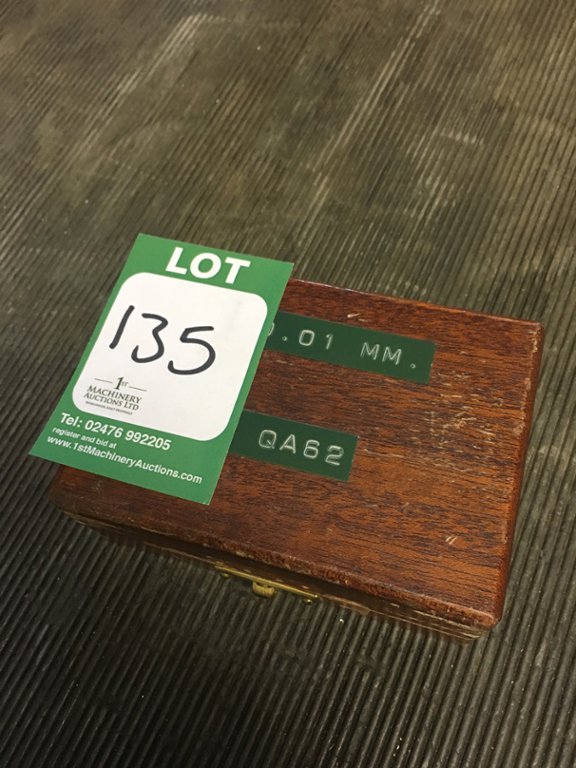 LOT
135
1ST
MACHINERY
AUCTIONS LTD
Tel: 02476 992205
register and bid at
www.1stMachineryAuctions.com
.01 MM.
QA62